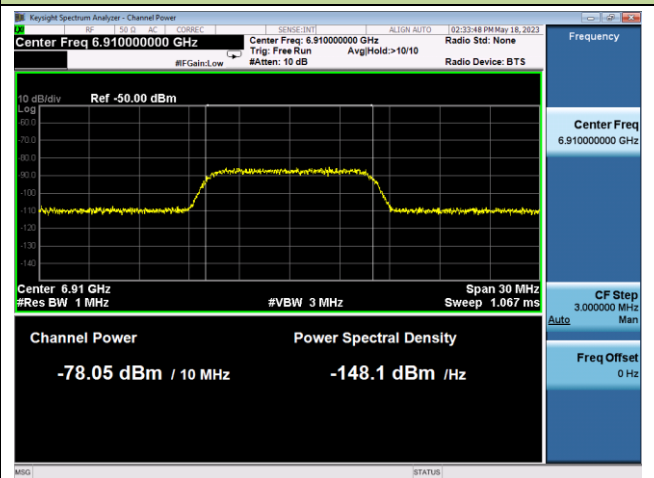 Keysight Spectrum Analyzer - Channel Power
RF 50 Ω AC CORREC SENSE:INT ALIGN AUTO 02:33:48 PM May 18, 2023
Center Freq 6.910000000 GHz
Center Freq: 6.910000000 GHz Radio Std: None
Trig: Free Run Avg|Hold:>10/10
#IFGain:Low #Atten: 10 dB Radio Device: BTS
Frequency
10 dB/div Ref -50.00 dBm
Log
-60.0
-70.0
-80.0
-90.0
-100
-110
-120
-130
-140
Center 6.91 GHz Span 30 MHz
#Res BW 1 MHz #VBW 3 MHz Sweep 1.067 ms
Channel Power Power Spectral Density
-78.05 dBm / 10 MHz -148.1 dBm /Hz
Center Freq
6.910000000 GHz
CF Step
3.000000 MHz
Auto Man
Freq Offset
0 Hz
MSG STATUS